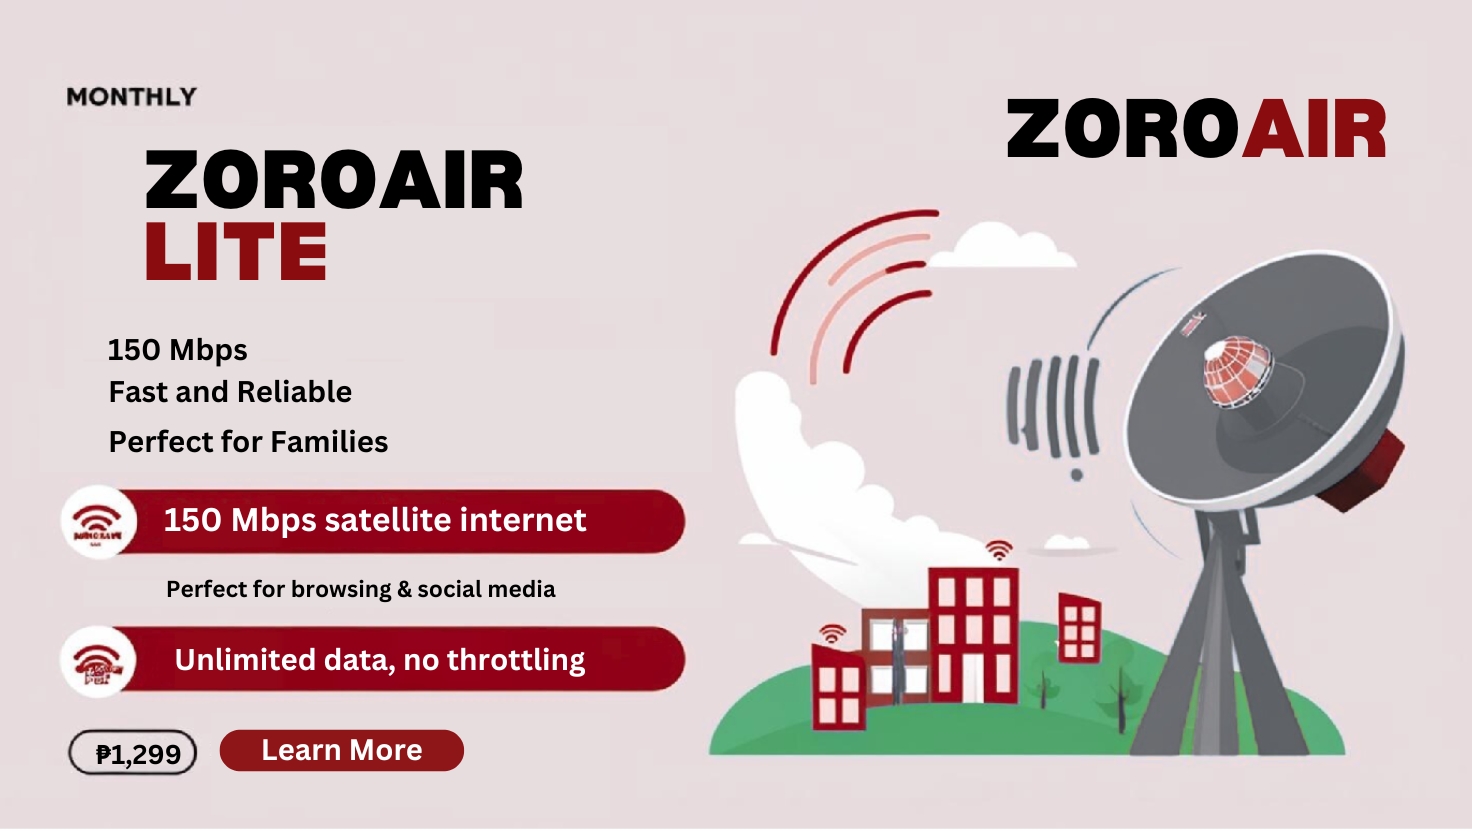 MONTHLY
ZOROAIR
ZOROAIR
LITE
150 Mbps
Fast and Reliable
Perfect for Families
150 Mbps satellite internet
Perfect for browsing & social media
Unlimited data, no throttling
₱1,299
Learn More